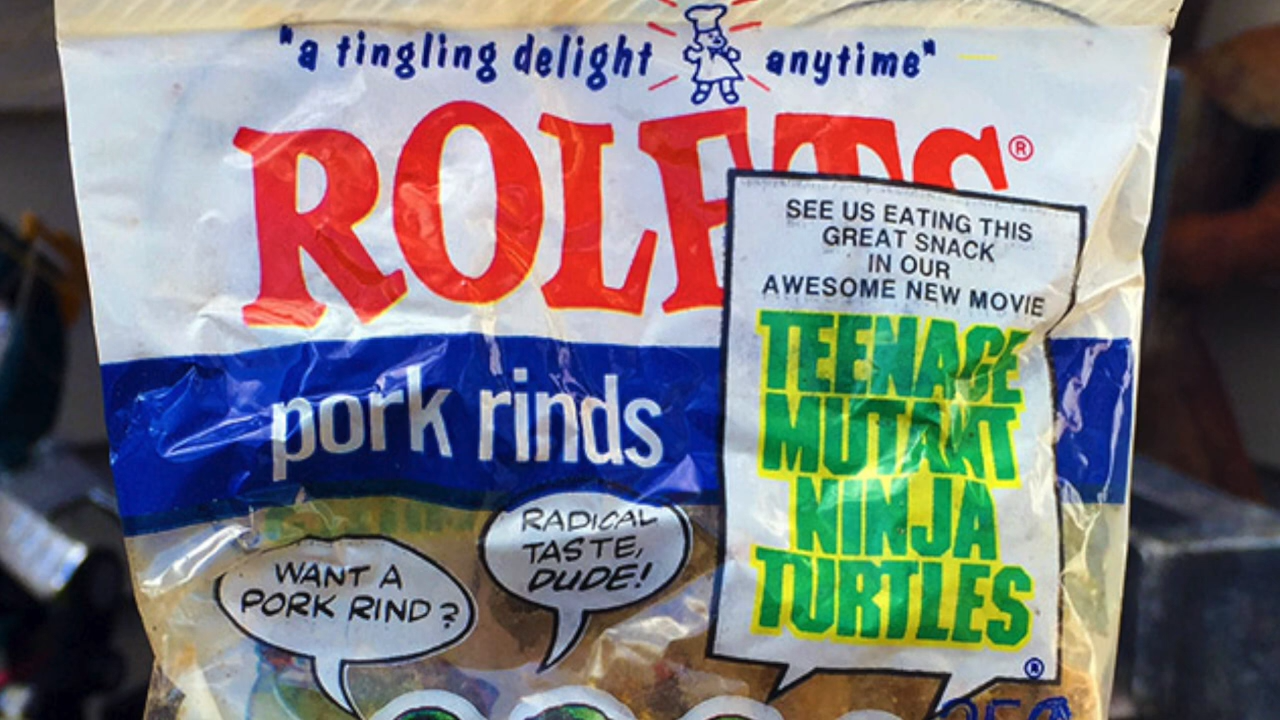 "a tingling delight anytime"
ROLETS®
SEE US EATING THIS
GREAT SNACK
IN OUR
AWESOME NEW MOVIE
TEENAGE
MUTANT
NINJA
TURTLES
®
pork rinds
RADICAL
TASTE,
DUDE!
WANT A
PORK RIND?